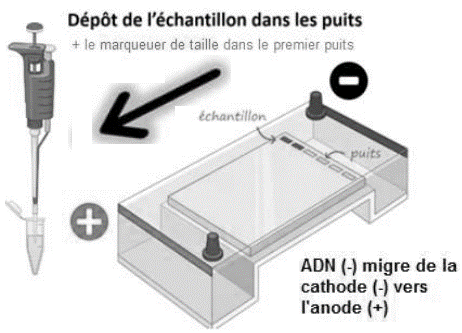 Dépôt de l'échantillon dans les puits
+ le marqueuer de taille dans le premier puits
échantillon
puits
ADN (-) migre de la
cathode (-) vers
l'anode (+)